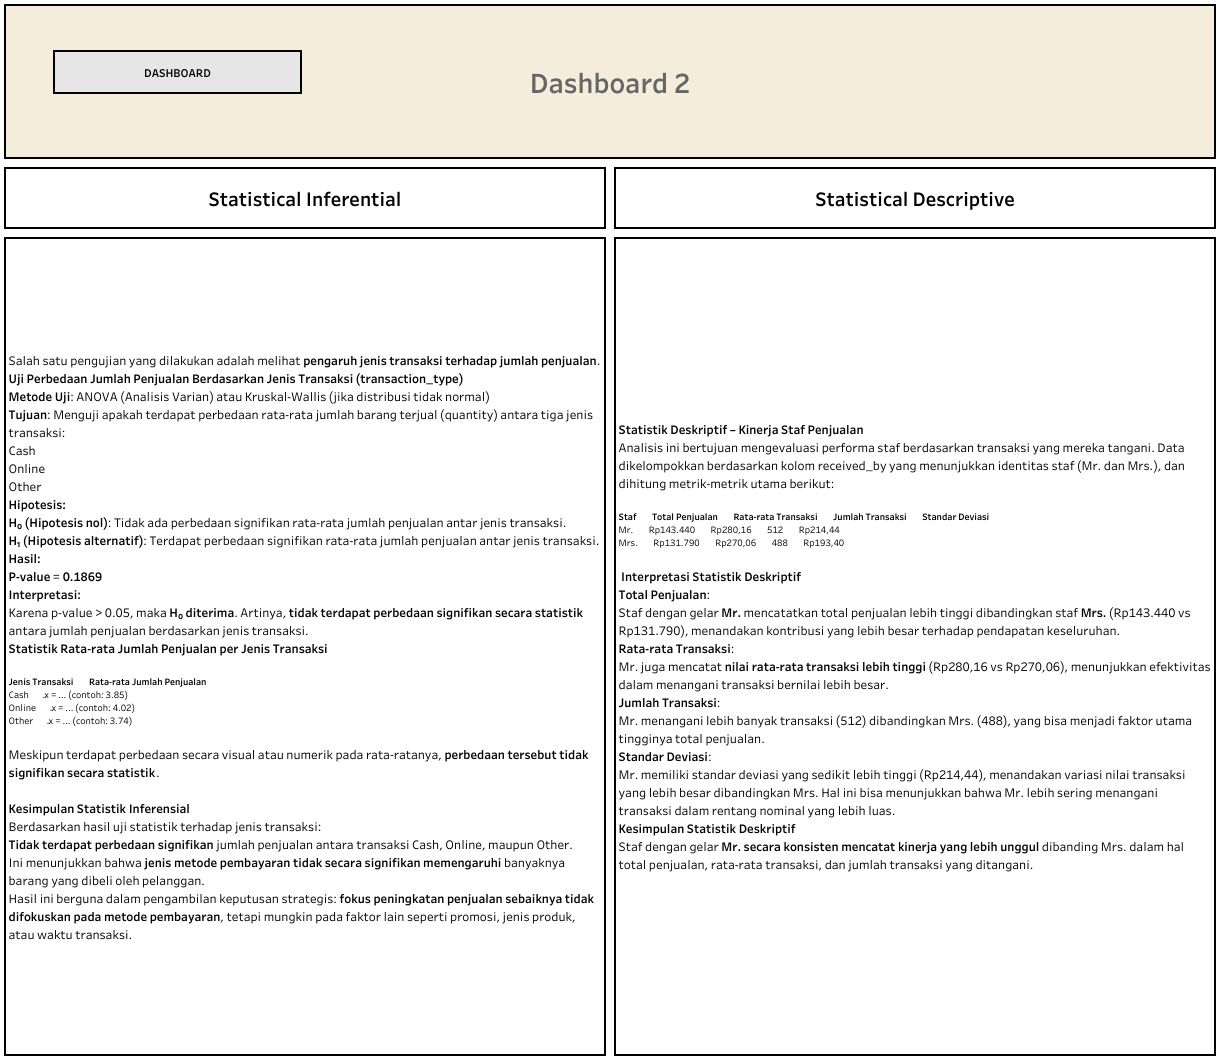 DASHBOARD
Dashboard 2
Statistical Inferential
Salah satu pengujian yang dilakukan adalah melihat pengaruh jenis transaksi terhadap jumlah penjualan.
Uji Perbedaan Jumlah Penjualan Berdasarkan Jenis Transaksi (transaction_type)
Metode Uji: ANOVA (Analisis Varian) atau Kruskal-Wallis (jika distribusi tidak normal)
Tujuan: Menguji apakah terdapat perbedaan rata-rata jumlah barang terjual (quantity) antara tiga jenis
transaksi:
Cash
Online
Other
Hipotesis:
H₀ (Hipotesis nol): Tidak ada perbedaan signifikan rata-rata jumlah penjualan antar jenis transaksi.
H₁ (Hipotesis alternatif): Terdapat perbedaan signifikan rata-rata jumlah penjualan antar jenis transaksi.
Hasil:
P-value = 0.1869
Interpretasi:
Karena p-value > 0.05, maka H₀ diterima. Artinya, tidak terdapat perbedaan signifikan secara statistik
antara jumlah penjualan berdasarkan jenis transaksi.
Statistik Rata-rata Jumlah Penjualan per Jenis Transaksi
Jenis Transaksi Rata-rata Jumlah Penjualan
Cash .x = ... (contoh: 3.85)
Online .x = ... (contoh: 4.02)
Other .x = ... (contoh: 3.74)
Meskipun terdapat perbedaan secara visual atau numerik pada rata-ratanya, perbedaan tersebut tidak
signifikan secara statistik.
Kesimpulan Statistik Inferensial
Berdasarkan hasil uji statistik terhadap jenis transaksi:
Tidak terdapat perbedaan signifikan jumlah penjualan antara transaksi Cash, Online, maupun Other.
Ini menunjukkan bahwa jenis metode pembayaran tidak secara signifikan memengaruhi banyaknya
barang yang dibeli oleh pelanggan.
Hasil ini berguna dalam pengambilan keputusan strategis: fokus peningkatan penjualan sebaiknya tidak
difokuskan pada metode pembayaran, tetapi mungkin pada faktor lain seperti promosi, jenis produk,
atau waktu transaksi.
Statistical Descriptive
Statistik Deskriptif – Kinerja Staf Penjualan
Analisis ini bertujuan mengevaluasi performa staf berdasarkan transaksi yang mereka tangani. Data
dikelompokkan berdasarkan kolom received_by yang menunjukkan identitas staf (Mr. dan Mrs.), dan
dihitung metrik-metrik utama berikut:
Staf Total Penjualan Rata-rata Transaksi Jumlah Transaksi Standar Deviasi
Mr. Rp143.440 Rp280,16 512 Rp214,44
Mrs. Rp131.790 Rp270,06 488 Rp193,40
Interpretasi Statistik Deskriptif
Total Penjualan:
Staf dengan gelar Mr. mencatatkan total penjualan lebih tinggi dibandingkan staf Mrs. (Rp143.440 vs
Rp131.790), menandakan kontribusi yang lebih besar terhadap pendapatan keseluruhan.
Rata-rata Transaksi:
Mr. juga mencatat nilai rata-rata transaksi lebih tinggi (Rp280,16 vs Rp270,06), menunjukkan efektivitas
dalam menangani transaksi bernilai lebih besar.
Jumlah Transaksi:
Mr. menangani lebih banyak transaksi (512) dibandingkan Mrs. (488), yang bisa menjadi faktor utama
tingginya total penjualan.
Standar Deviasi:
Mr. memiliki standar deviasi yang sedikit lebih tinggi (Rp214,44), menandakan variasi nilai transaksi
yang lebih besar dibandingkan Mrs. Hal ini bisa menunjukkan bahwa Mr. lebih sering menangani
transaksi dalam rentang nominal yang lebih luas.
Kesimpulan Statistik Deskriptif
Staf dengan gelar Mr. secara konsisten mencatat kinerja yang lebih unggul dibanding Mrs. dalam hal
total penjualan, rata-rata transaksi, dan jumlah transaksi yang ditangani.